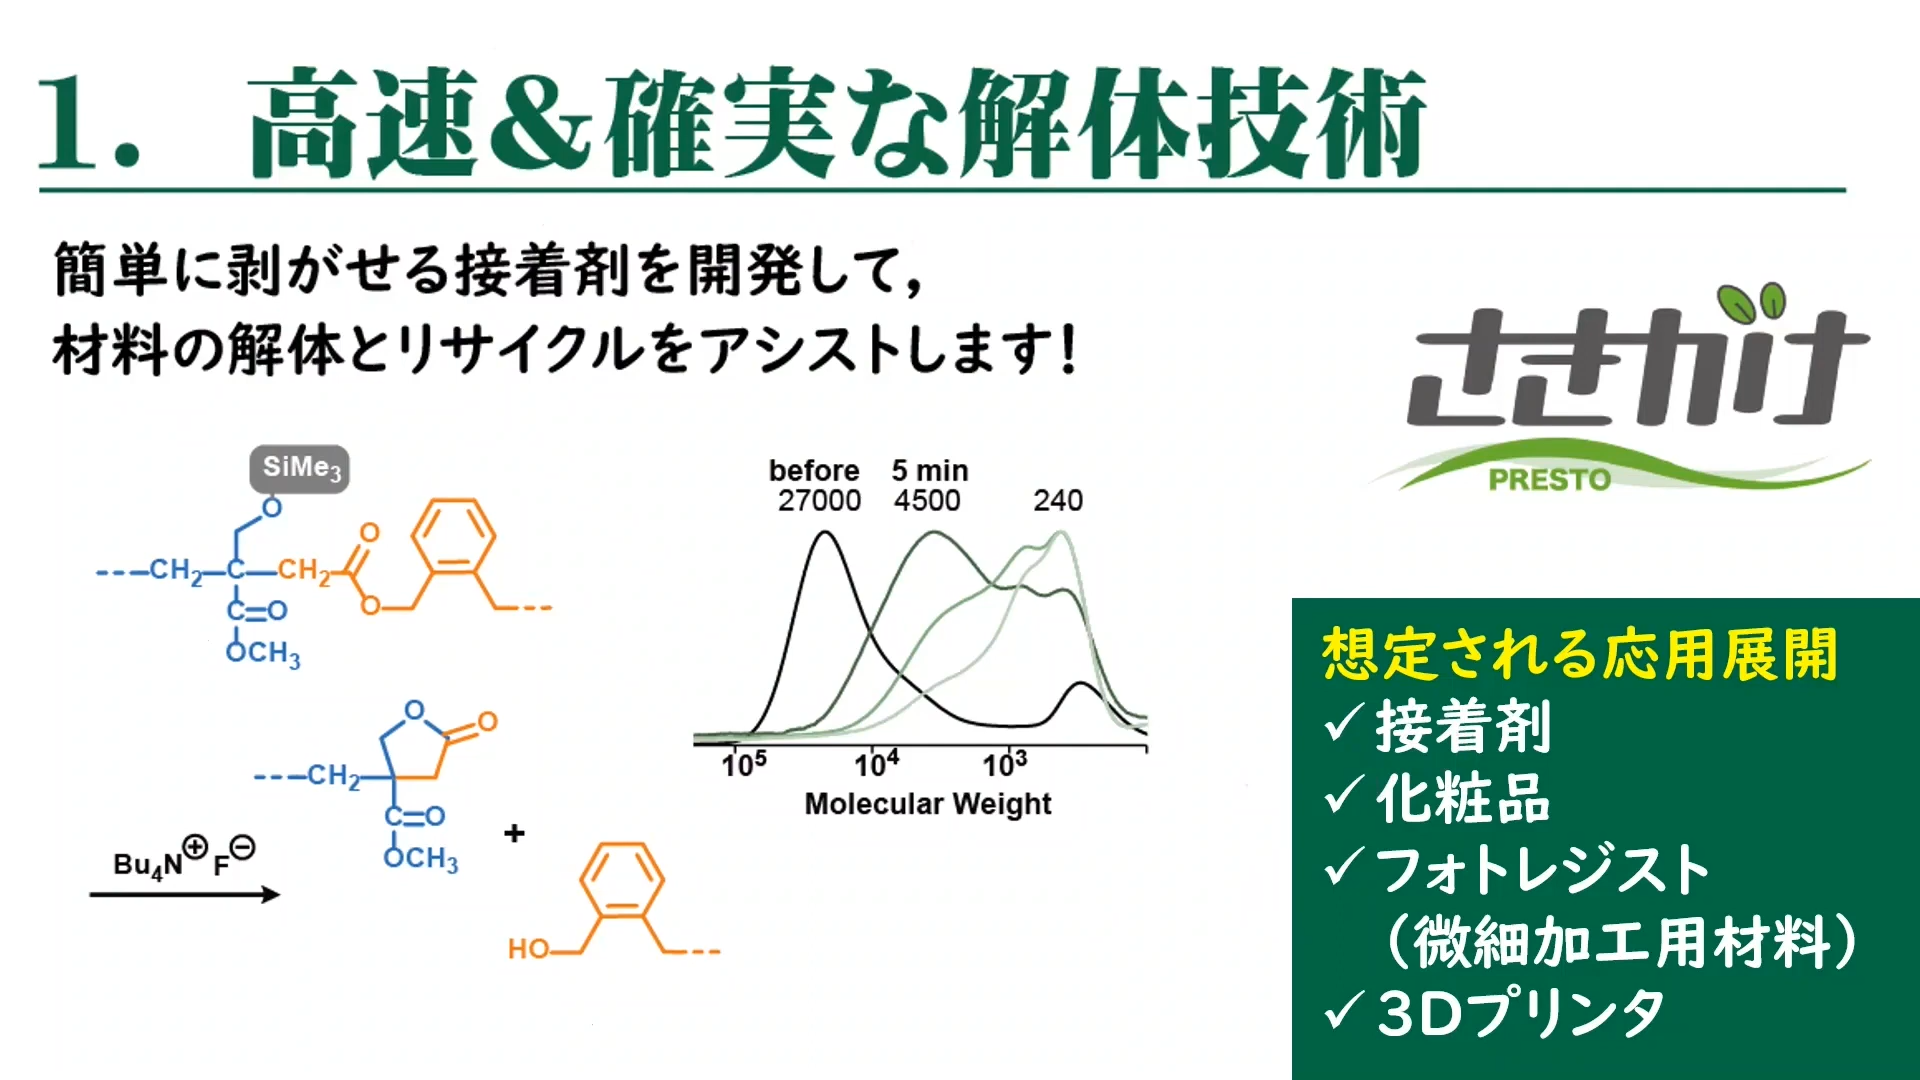 1. 高速&確実な解体技術
簡単に剥がせる接着剤を開発して,
材料の解体とリサイクルをアシストします!
さきがけ
PRESTO
SiMe3
O
O
CH2 C CH2
O
C=O
OCH3
before 5 min
27000 4500 240
10^5 10^4 10^3
Molecular Weight
O
O
CH2
C=O
OCH3
+
Bu4N⊕ F⊖
HO
想定される応用展開
✓ 接着剤
✓ 化粧品
✓ フォトレジスト
(微細加工用材料)
✓ 3Dプリンタ